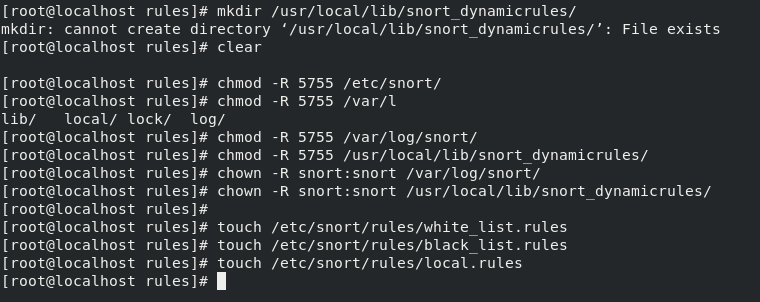 [root@localhost rules]# mkdir /usr/local/lib/snort_dynamicrules/
mkdir: cannot create directory ‘/usr/local/lib/snort_dynamicrules/’: File exists
[root@localhost rules]# clear
[root@localhost rules]# chmod -R 5755 /etc/snort/
[root@localhost rules]# chmod -R 5755 /var/l
lib/   local/ lock/  log/
[root@localhost rules]# chmod -R 5755 /var/log/snort/
[root@localhost rules]# chmod -R 5755 /usr/local/lib/snort_dynamicrules/
[root@localhost rules]# chown -R snort:snort /var/log/snort/
[root@localhost rules]# chown -R snort:snort /usr/local/lib/snort_dynamicrules/
[root@localhost rules]#
[root@localhost rules]# touch /etc/snort/rules/white_list.rules
[root@localhost rules]# touch /etc/snort/rules/black_list.rules
[root@localhost rules]# touch /etc/snort/rules/local.rules
[root@localhost rules]#